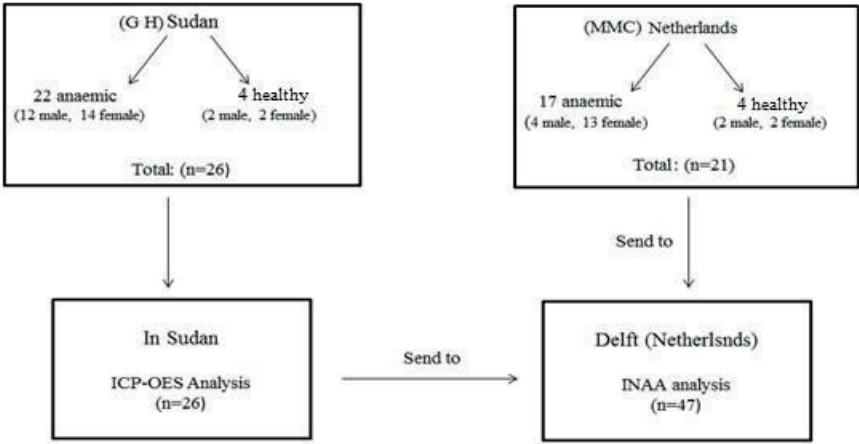 (G H) Sudan
22 anaemic
(12 male, 14 female)
4 healthy
(2 male, 2 female)
Total: (n=26)
(MMC) Netherlands
17 anaemic
(4 male, 13 female)
4 healthy
(2 male, 2 female)
Total: (n=21)
Send to
In Sudan
ICP-OES Analysis
(n=26)
Send to
Delft (Netherlsnds)
INAA analysis
(n=47)